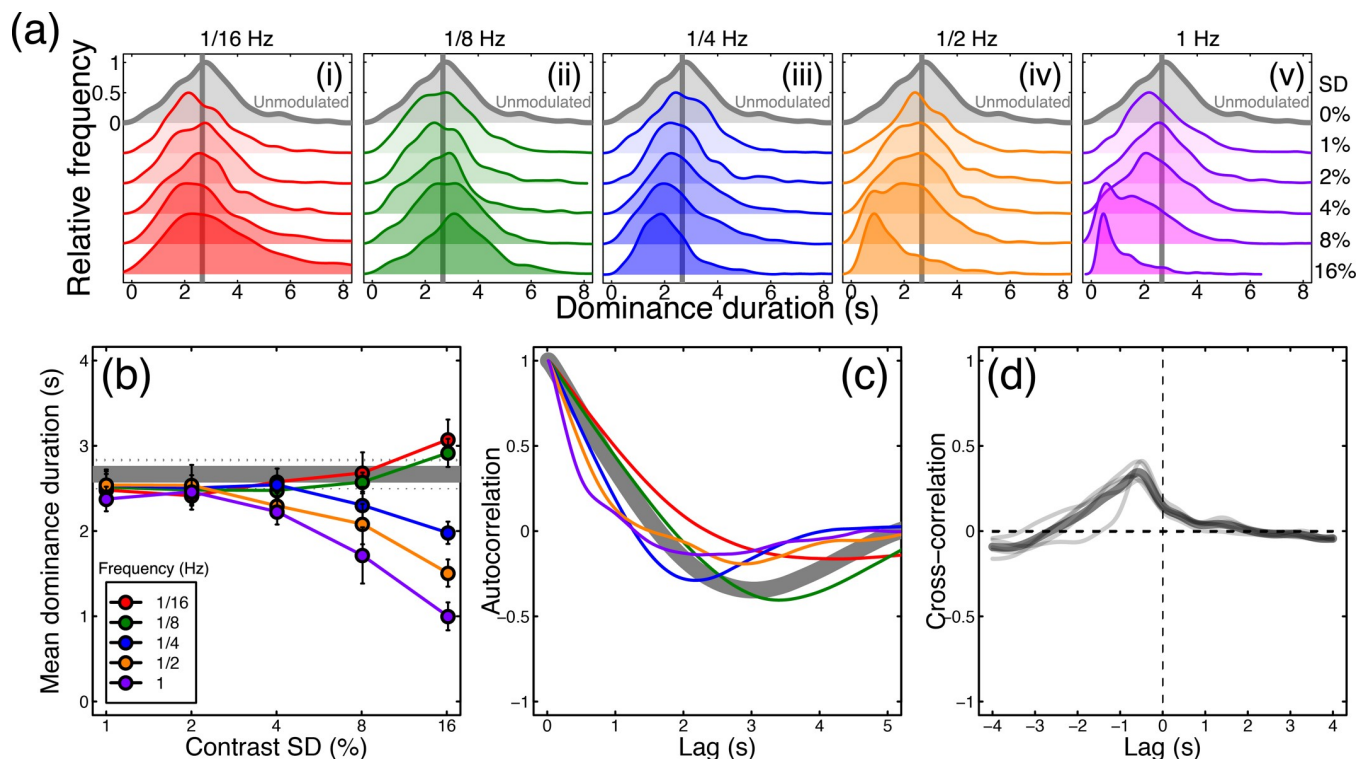 (a)
1/16 Hz 1/8 Hz 1/4 Hz 1/2 Hz 1 Hz
Relative frequency
1
0.5
0
(i) (ii) (iii) (iv) (v)
Unmodulated Unmodulated Unmodulated Unmodulated Unmodulated
SD
0%
1%
2%
4%
8%
16%
0 2 4 6 8 0 2 4 6 8 0 2 4 6 8 0 2 4 6 8 0 2 4 6 8
Dominance duration (s)
(b)
Mean dominance duration (s)
4
3
2
1
0
Frequency (Hz)
1/16
1/8
1/4
1/2
1
1 2 4 8 16
Contrast SD (%)
(c)
Autocorrelation
1
0.5
0
−0.5
−1
0 1 2 3 4 5
Lag (s)
(d)
Cross−correlation
1
0.5
0
−0.5
−1
−4 −3 −2 −1 0 1 2 3 4
Lag (s)